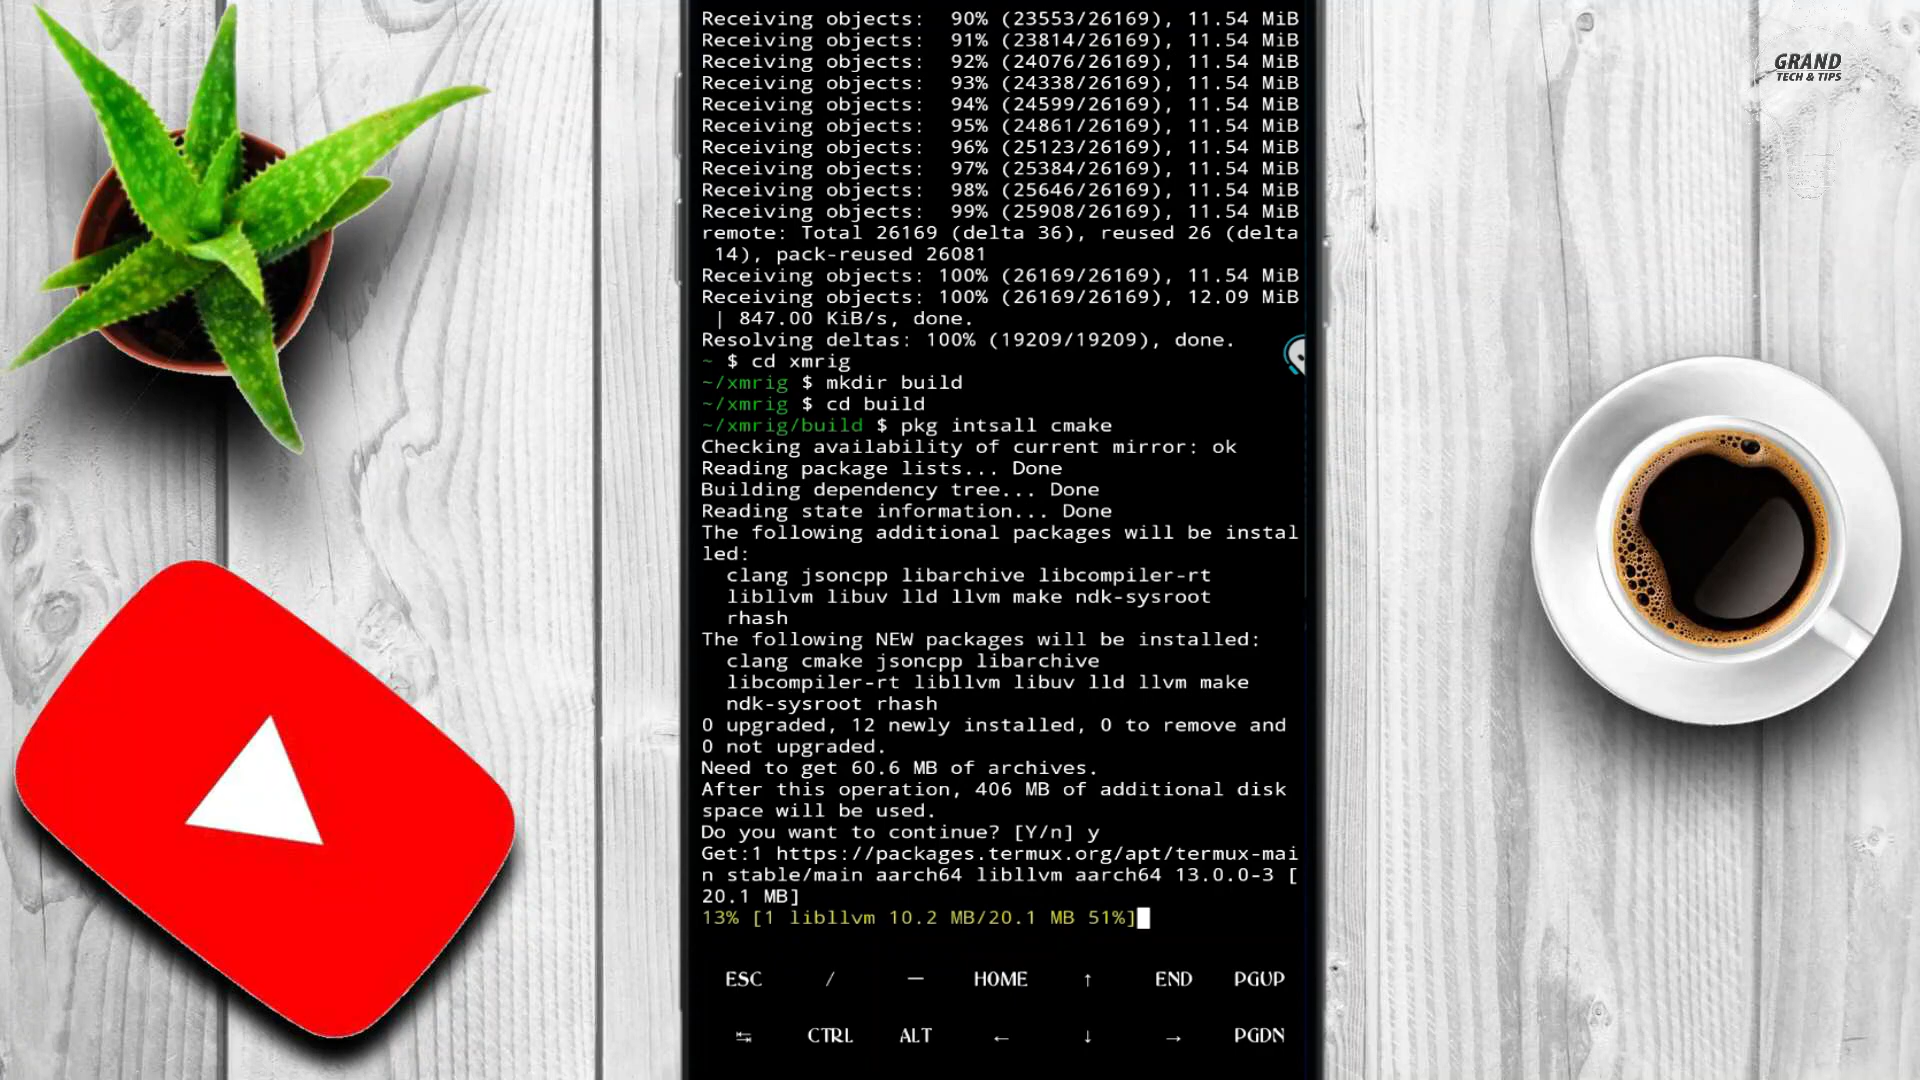 Receiving objects:  90% (23553/26169), 11.54 MiB
Receiving objects:  91% (23814/26169), 11.54 MiB
Receiving objects:  92% (24076/26169), 11.54 MiB
Receiving objects:  93% (24338/26169), 11.54 MiB
Receiving objects:  94% (24599/26169), 11.54 MiB
Receiving objects:  95% (24861/26169), 11.54 MiB
Receiving objects:  96% (25123/26169), 11.54 MiB
Receiving objects:  97% (25384/26169), 11.54 MiB
Receiving objects:  98% (25646/26169), 11.54 MiB
Receiving objects:  99% (25908/26169), 11.54 MiB
remote: Total 26169 (delta 36), reused 26 (delta
 14), pack-reused 26081
Receiving objects: 100% (26169/26169), 11.54 MiB
Receiving objects: 100% (26169/26169), 12.09 MiB
 | 847.00 KiB/s, done.
Resolving deltas: 100% (19209/19209), done.
~ $ cd xmrig
~/xmrig $ mkdir build
~/xmrig $ cd build
~/xmrig/build $ pkg intsall cmake
Checking availability of current mirror: ok
Reading package lists... Done
Building dependency tree... Done
Reading state information... Done
The following additional packages will be instal
led:
  clang jsoncpp libarchive libcompiler-rt
  libllvm libuv lld llvm make ndk-sysroot
  rhash
The following NEW packages will be installed:
  clang cmake jsoncpp libarchive
  libcompiler-rt libllvm libuv lld llvm make
  ndk-sysroot rhash
0 upgraded, 12 newly installed, 0 to remove and
0 not upgraded.
Need to get 60.6 MB of archives.
After this operation, 406 MB of additional disk
space will be used.
Do you want to continue? [Y/n] y
Get:1 https://packages.termux.org/apt/termux-mai
n stable/main aarch64 libllvm aarch64 13.0.0-3 [
20.1 MB]
13% [1 libllvm 10.2 MB/20.1 MB 51%]
ESC / — HOME ↑ END PGUP
↹ CTRL ALT ← ↓ → PGDN
GRAND
TECH & TIPS